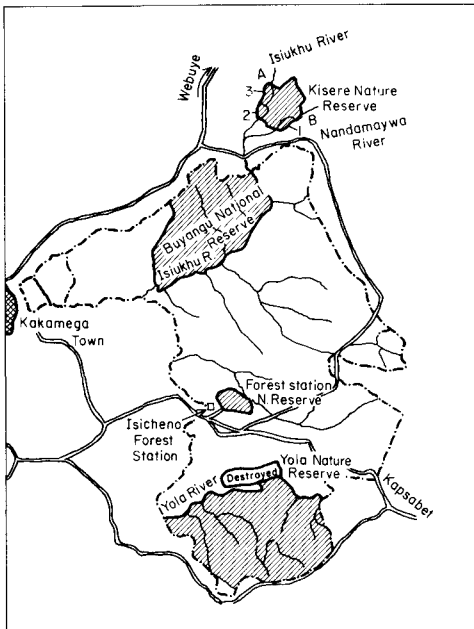 Isiukhu River
Webuye
A
3
Kisere Nature
Reserve
2
B
Nandamaywa
River
Buyangu National
Reserve
Isiukhu R.
Kakamega
Town
Forest station
N. Reserve
Isicheno
Forest
Station
Yola Nature
Reserve
Destroyed
Yola River
Kapsabet